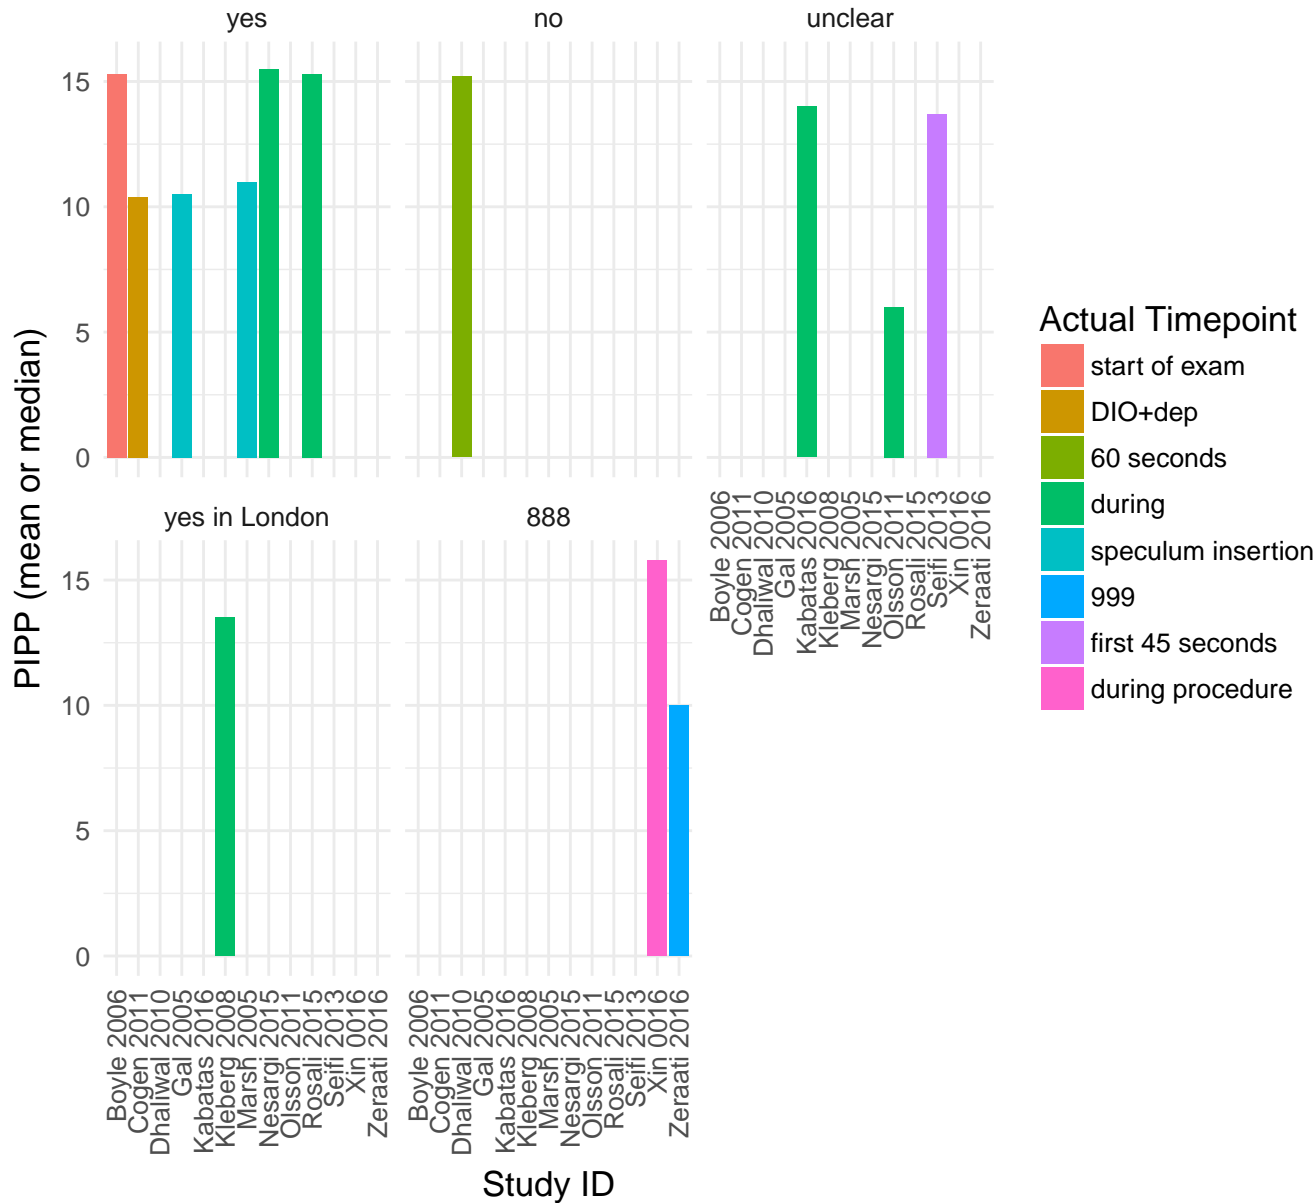 yes
no
unclear
15
10
5
0
Boyle 2006
Cogen 2011
Dhaliwal 2010
Gal 2005
Kabatas 2016
Kleberg 2008
Marsh 2005
Nesargi 2015
Olsson 2011
Rosali 2015
Seifi 2013
Xin 0016
Zeraati 2016
yes in London
888
15
10
5
0
Boyle 2006
Cogen 2011
Dhaliwal 2010
Gal 2005
Kabatas 2016
Kleberg 2008
Marsh 2005
Nesargi 2015
Olsson 2011
Rosali 2015
Seifi 2013
Xin 0016
Zeraati 2016
Boyle 2006
Cogen 2011
Dhaliwal 2010
Gal 2005
Kabatas 2016
Kleberg 2008
Marsh 2005
Nesargi 2015
Olsson 2011
Rosali 2015
Seifi 2013
Xin 0016
Zeraati 2016
Study ID
PIPP (mean or median)
Actual Timepoint
start of exam
DIO+dep
60 seconds
during
speculum insertion
999
first 45 seconds
during procedure